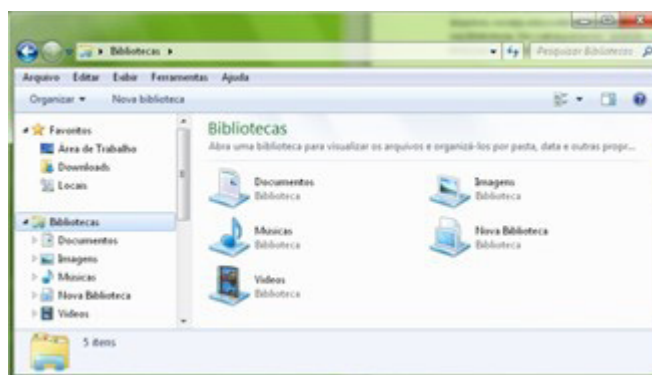 Bibliotecas
Pesquisar Bibliotecas
Arquivo Editar Exibir Ferramentas Ajuda
Organizar Nova biblioteca
Favoritos
Área de Trabalho
Downloads
Locais
Bibliotecas
Documentos
Imagens
Músicas
Nova Biblioteca
Vídeos
Bibliotecas
Abra uma biblioteca para visualizar os arquivos e organizá-los por pasta, data e outras propr...
Documentos
Biblioteca
Imagens
Biblioteca
Músicas
Biblioteca
Nova Biblioteca
Biblioteca
Vídeos
Biblioteca
5 itens